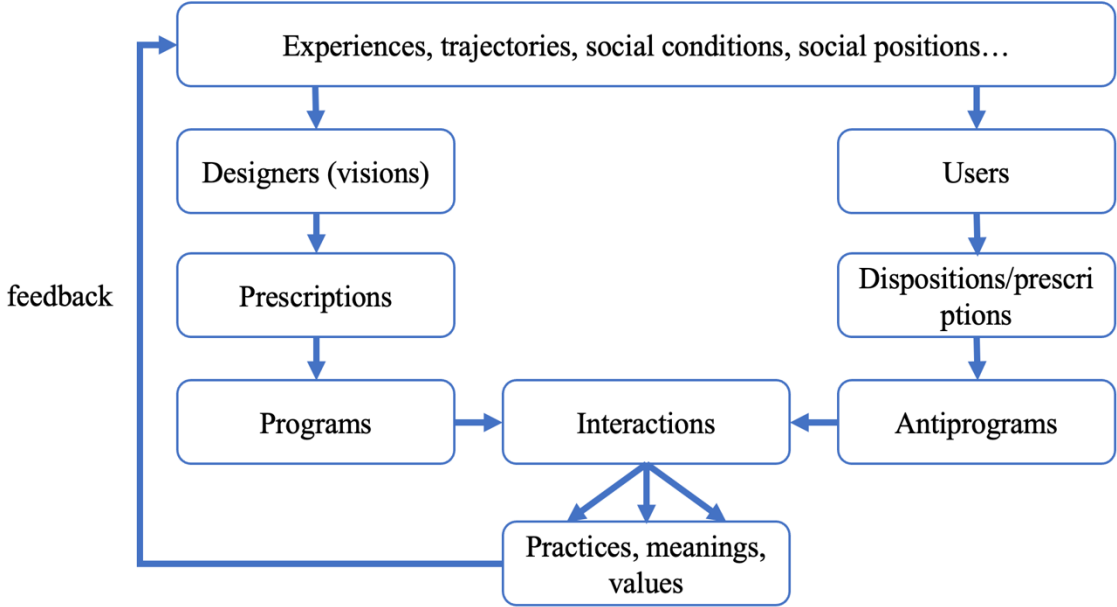 Experiences, trajectories, social conditions, social positions…
Designers (visions)
Users
feedback
Prescriptions
Dispositions/prescri
ptions
Programs
Interactions
Antiprograms
Practices, meanings,
values